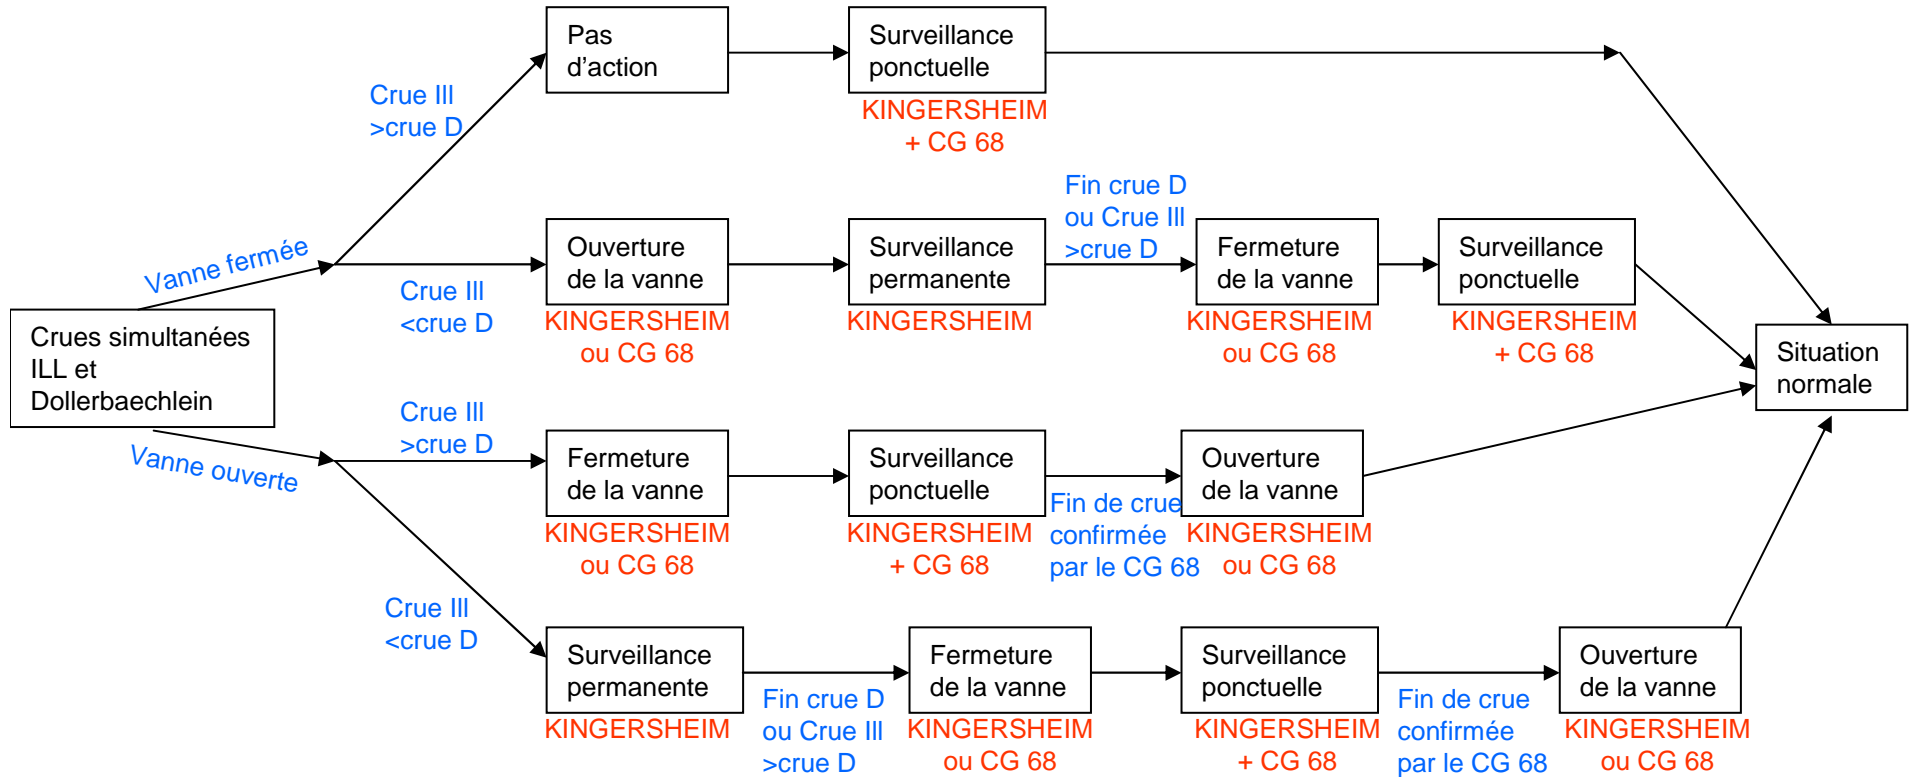 Crues simultanées
ILL et
Dollerbaechlein
Vanne fermée
Crue Ill
>crue D
Pas
d’action
Surveillance
ponctuelle
KINGERSHEIM
+ CG 68
Crue Ill
<crue D
Ouverture
de la vanne
KINGERSHEIM
ou CG 68
Surveillance
permanente
KINGERSHEIM
Fin crue D
ou Crue Ill
>crue D
Fermeture
de la vanne
KINGERSHEIM
ou CG 68
Surveillance
ponctuelle
KINGERSHEIM
+ CG 68
Situation
normale
Vanne ouverte
Crue Ill
>crue D
Fermeture
de la vanne
KINGERSHEIM
ou CG 68
Surveillance
ponctuelle
KINGERSHEIM
+ CG 68
Fin de crue
confirmée
par le CG 68
Ouverture
de la vanne
KINGERSHEIM
ou CG 68
Crue Ill
<crue D
Surveillance
permanente
KINGERSHEIM
Fin crue D
ou Crue Ill
>crue D
Fermeture
de la vanne
KINGERSHEIM
ou CG 68
Surveillance
ponctuelle
KINGERSHEIM
+ CG 68
Fin de crue
confirmée
par le CG 68
Ouverture
de la vanne
KINGERSHEIM
ou CG 68